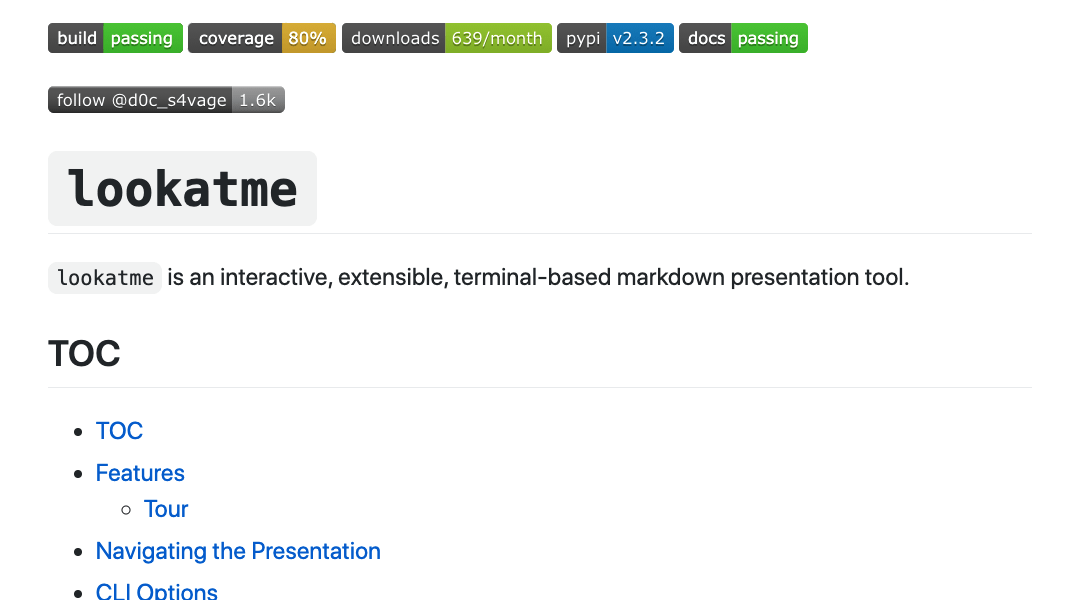 build passing coverage 80% downloads 639/month pypi v2.3.2 docs passing
follow @d0c_s4vage 1.6k
lookatme
lookatme is an interactive, extensible, terminal-based markdown presentation tool.
TOC
TOC
Features
Tour
Navigating the Presentation
CLI Options